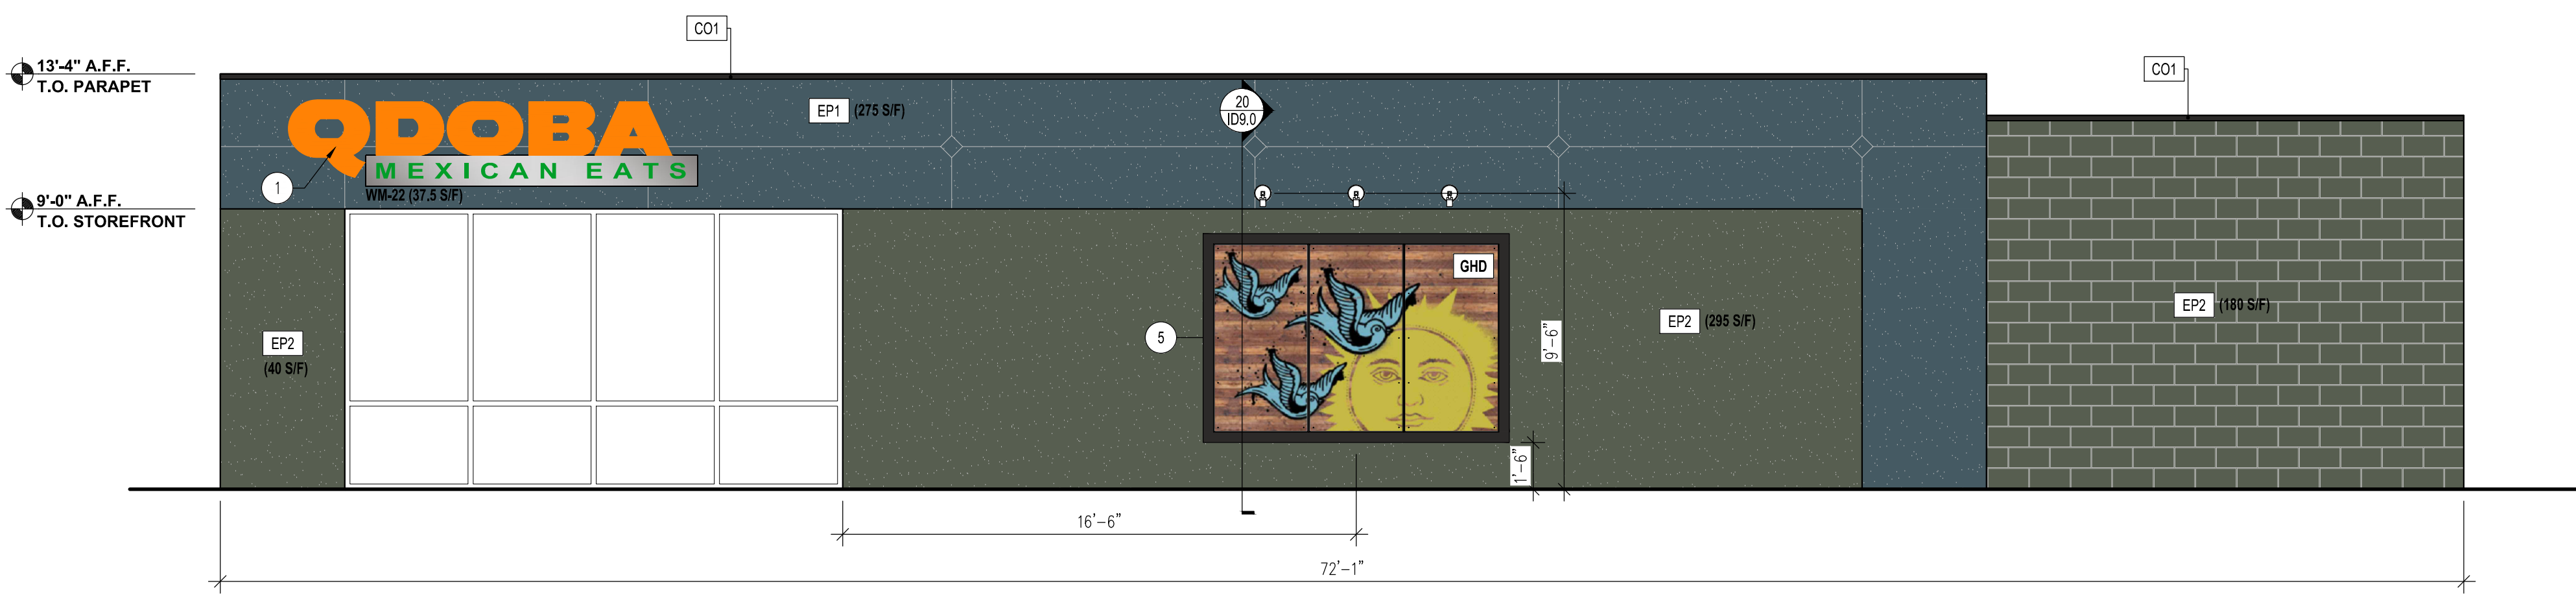 CO1
13'-4" A.F.F.
T.O. PARAPET
CO1
QDOBA
MEXICAN EATS
EP1 (275 S/F)
20
ID9.0
1
WM-22 (37.5 S/F)
9'-0" A.F.F.
T.O. STOREFRONT
GHD
EP2
(40 S/F)
5
EP2 (295 S/F)
9'-6"
EP2 (180 S/F)
1'-6"
16'-6"
72'-1"